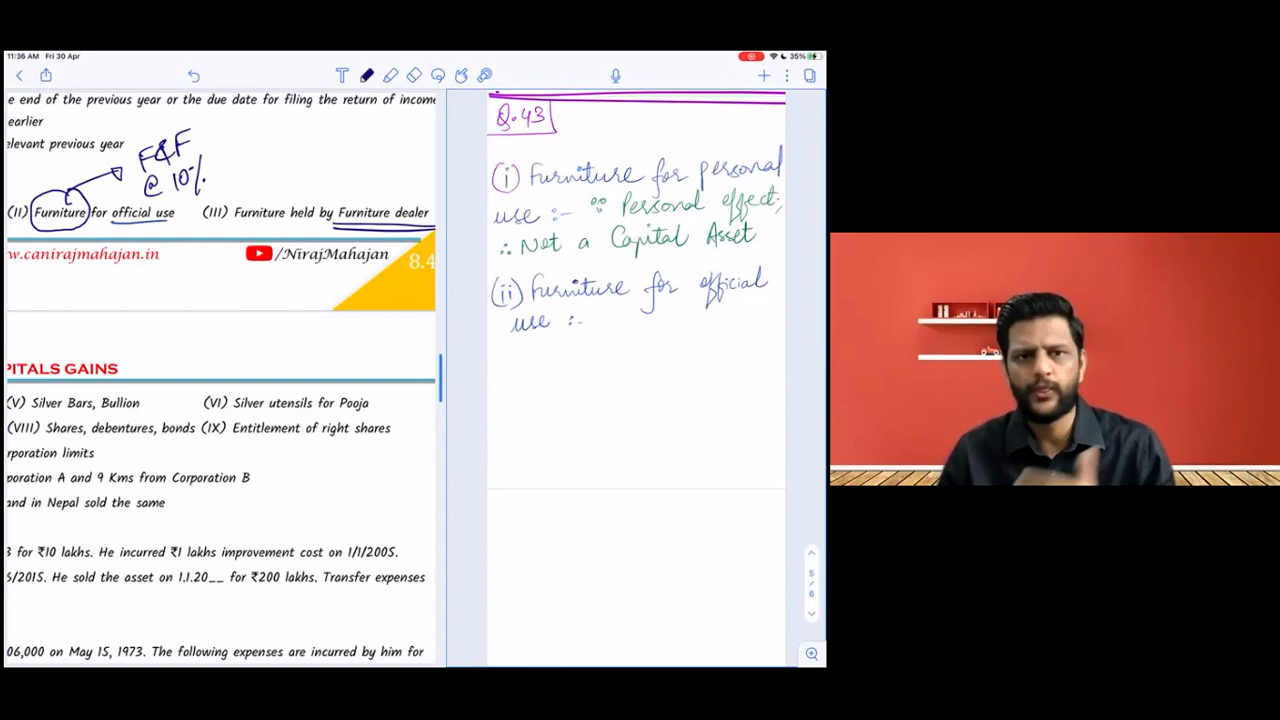 11:36 AM Fri 30 Apr
35%
T
e end of the previous year or the due date for filing the return of income
earlier
elevant previous year
F&F
@ 10%
(II) Furniture for official use (III) Furniture held by Furniture dealer
w.canirajmahajan.in /NirajMahajan 8.4
PITALS GAINS
(V) Silver Bars, Bullion (VI) Silver utensils for Pooja
(VIII) Shares, debentures, bonds (IX) Entitlement of right shares
rporation limits
poration A and 9 Kms from Corporation B
and in Nepal sold the same
3 for ₹10 lakhs. He incurred ₹1 lakhs improvement cost on 1/1/2005.
6/2015. He sold the asset on 1.1.20__ for ₹200 lakhs. Transfer expenses
06,000 on May 15, 1973. The following expenses are incurred by him for
Q.43
(i) Furniture for personal
use :- ∵ Personal effect;
∴ Not a Capital Asset
(ii) Furniture for official
use :-
5
/
6